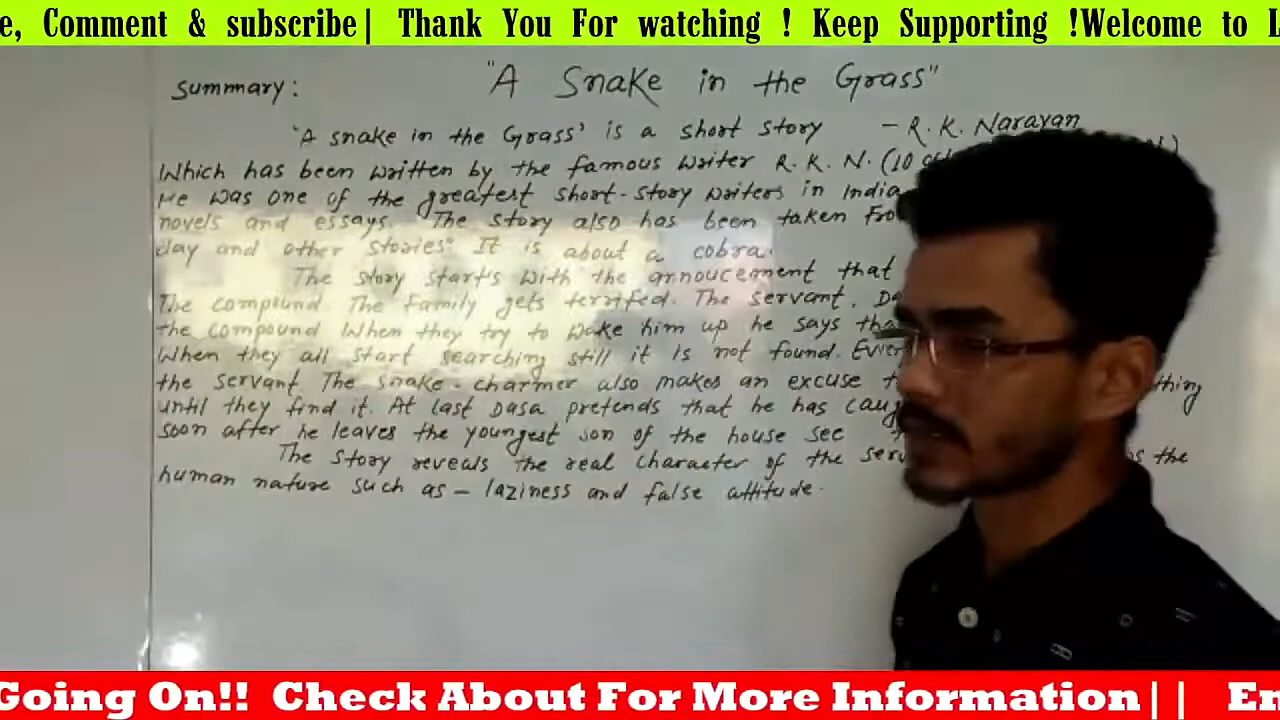 e, Comment & subscribe| Thank You For watching ! Keep Supporting !Welcome to L
Summary: "A Snake in the Grass"
'A snake in the Grass' is a short story – R. K. Narayan
Which has been written by the famous writer R. K. N. (10
He was one of the greatest short-story writers in India
novels and essays. The story also has been taken
day and other stories". It is about a cobra.
The story starts with the annoucement that
The compound. The family gets terrifed. The servant,
the compound When they try to wake him up he says
When they all start searching still it is not found.
the servant. The snake-charmer also makes an excuse thing
until they find it. At last Dasa pretends that he has
soon after he leaves the youngest son of the house see
The story reveals the real character of the the
human nature such as – laziness and false attitude.
Going On!! Check About For More Information|| En